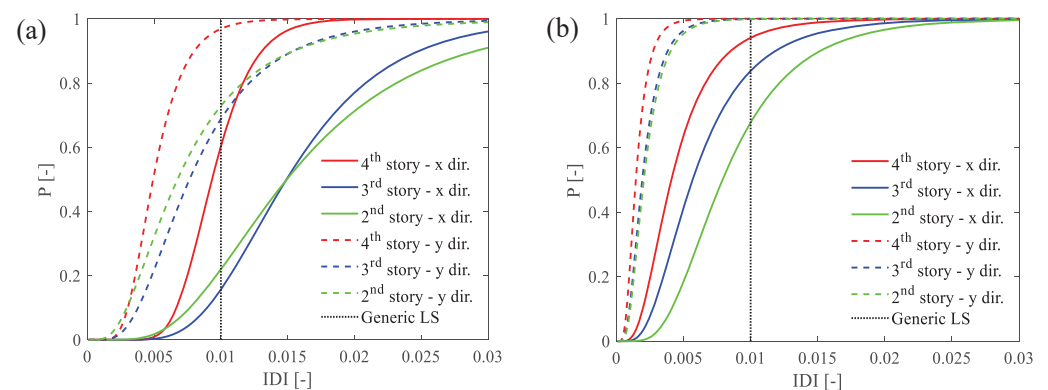 (a)
1
0.8
0.6
0.4
0.2
0
P [-]
0 0.005 0.01 0.015 0.02 0.025 0.03
IDI [-]
4th story - x dir.
3rd story - x dir.
2nd story - x dir.
4th story - y dir.
3rd story - y dir.
2nd story - y dir.
Generic LS
(b)
1
0.8
0.6
0.4
0.2
0
P [-]
0 0.005 0.01 0.015 0.02 0.025 0.03
IDI [-]
4th story - x dir.
3rd story - x dir.
2nd story - x dir.
4th story - y dir.
3rd story - y dir.
2nd story - y dir.
Generic LS